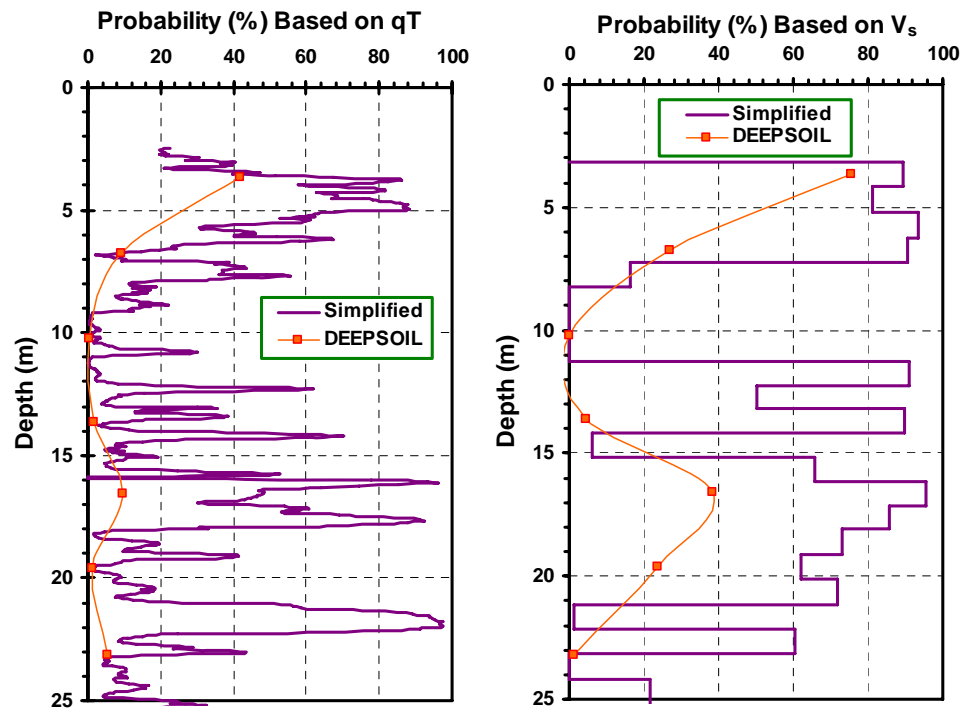 Probability (%) Based on qT
0 20 40 60 80 100
0
5
10
15
20
25
Depth (m)
Simplified
DEEPSOIL
Probability (%) Based on Vs
0 20 40 60 80 100
0
5
10
15
20
25
Depth (m)
Simplified
DEEPSOIL